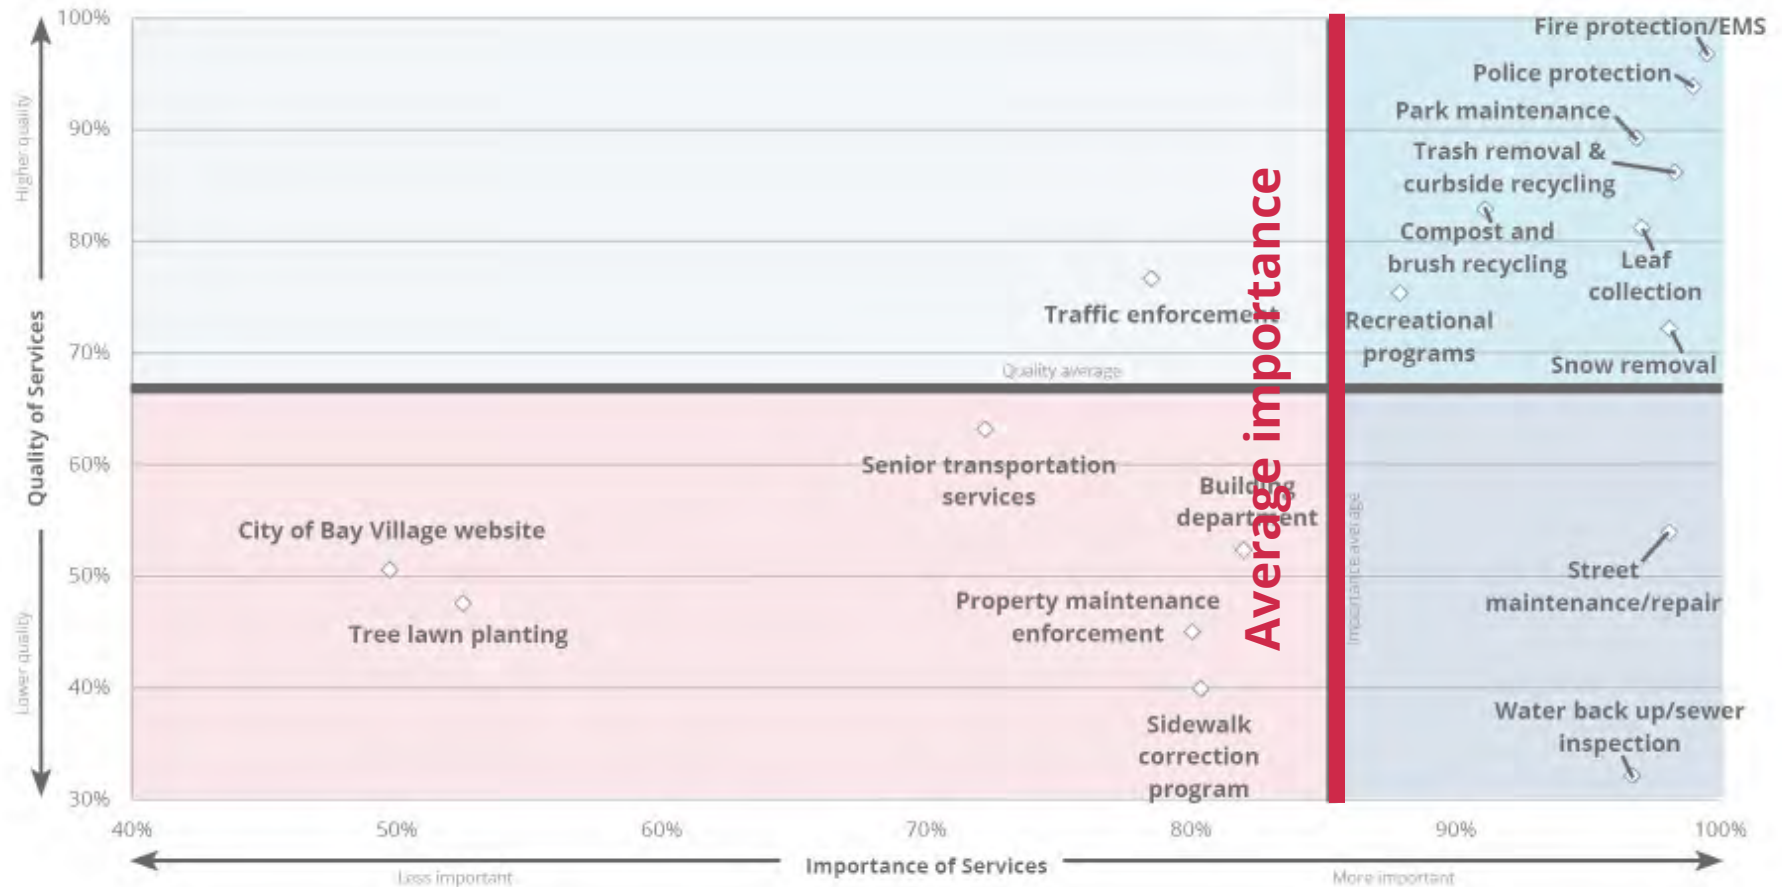 100%
90%
80%
70%
60%
50%
40%
30%
Higher quality
Quality of Services
Lower quality
Fire protection/EMS
Police protection
Park maintenance
Trash removal &
curbside recycling
Compost and
brush recycling
Leaf
collection
Traffic enforcement
Recreational
programs
Snow removal
Quality average
Average importance
Importance average
Senior transportation
services
Building
department
City of Bay Village website
Tree lawn planting
Property maintenance
enforcement
Street
maintenance/repair
Sidewalk
correction
program
Water back up/sewer
inspection
40%
50%
60%
70%
80%
90%
100%
Importance of Services
Less important
More important